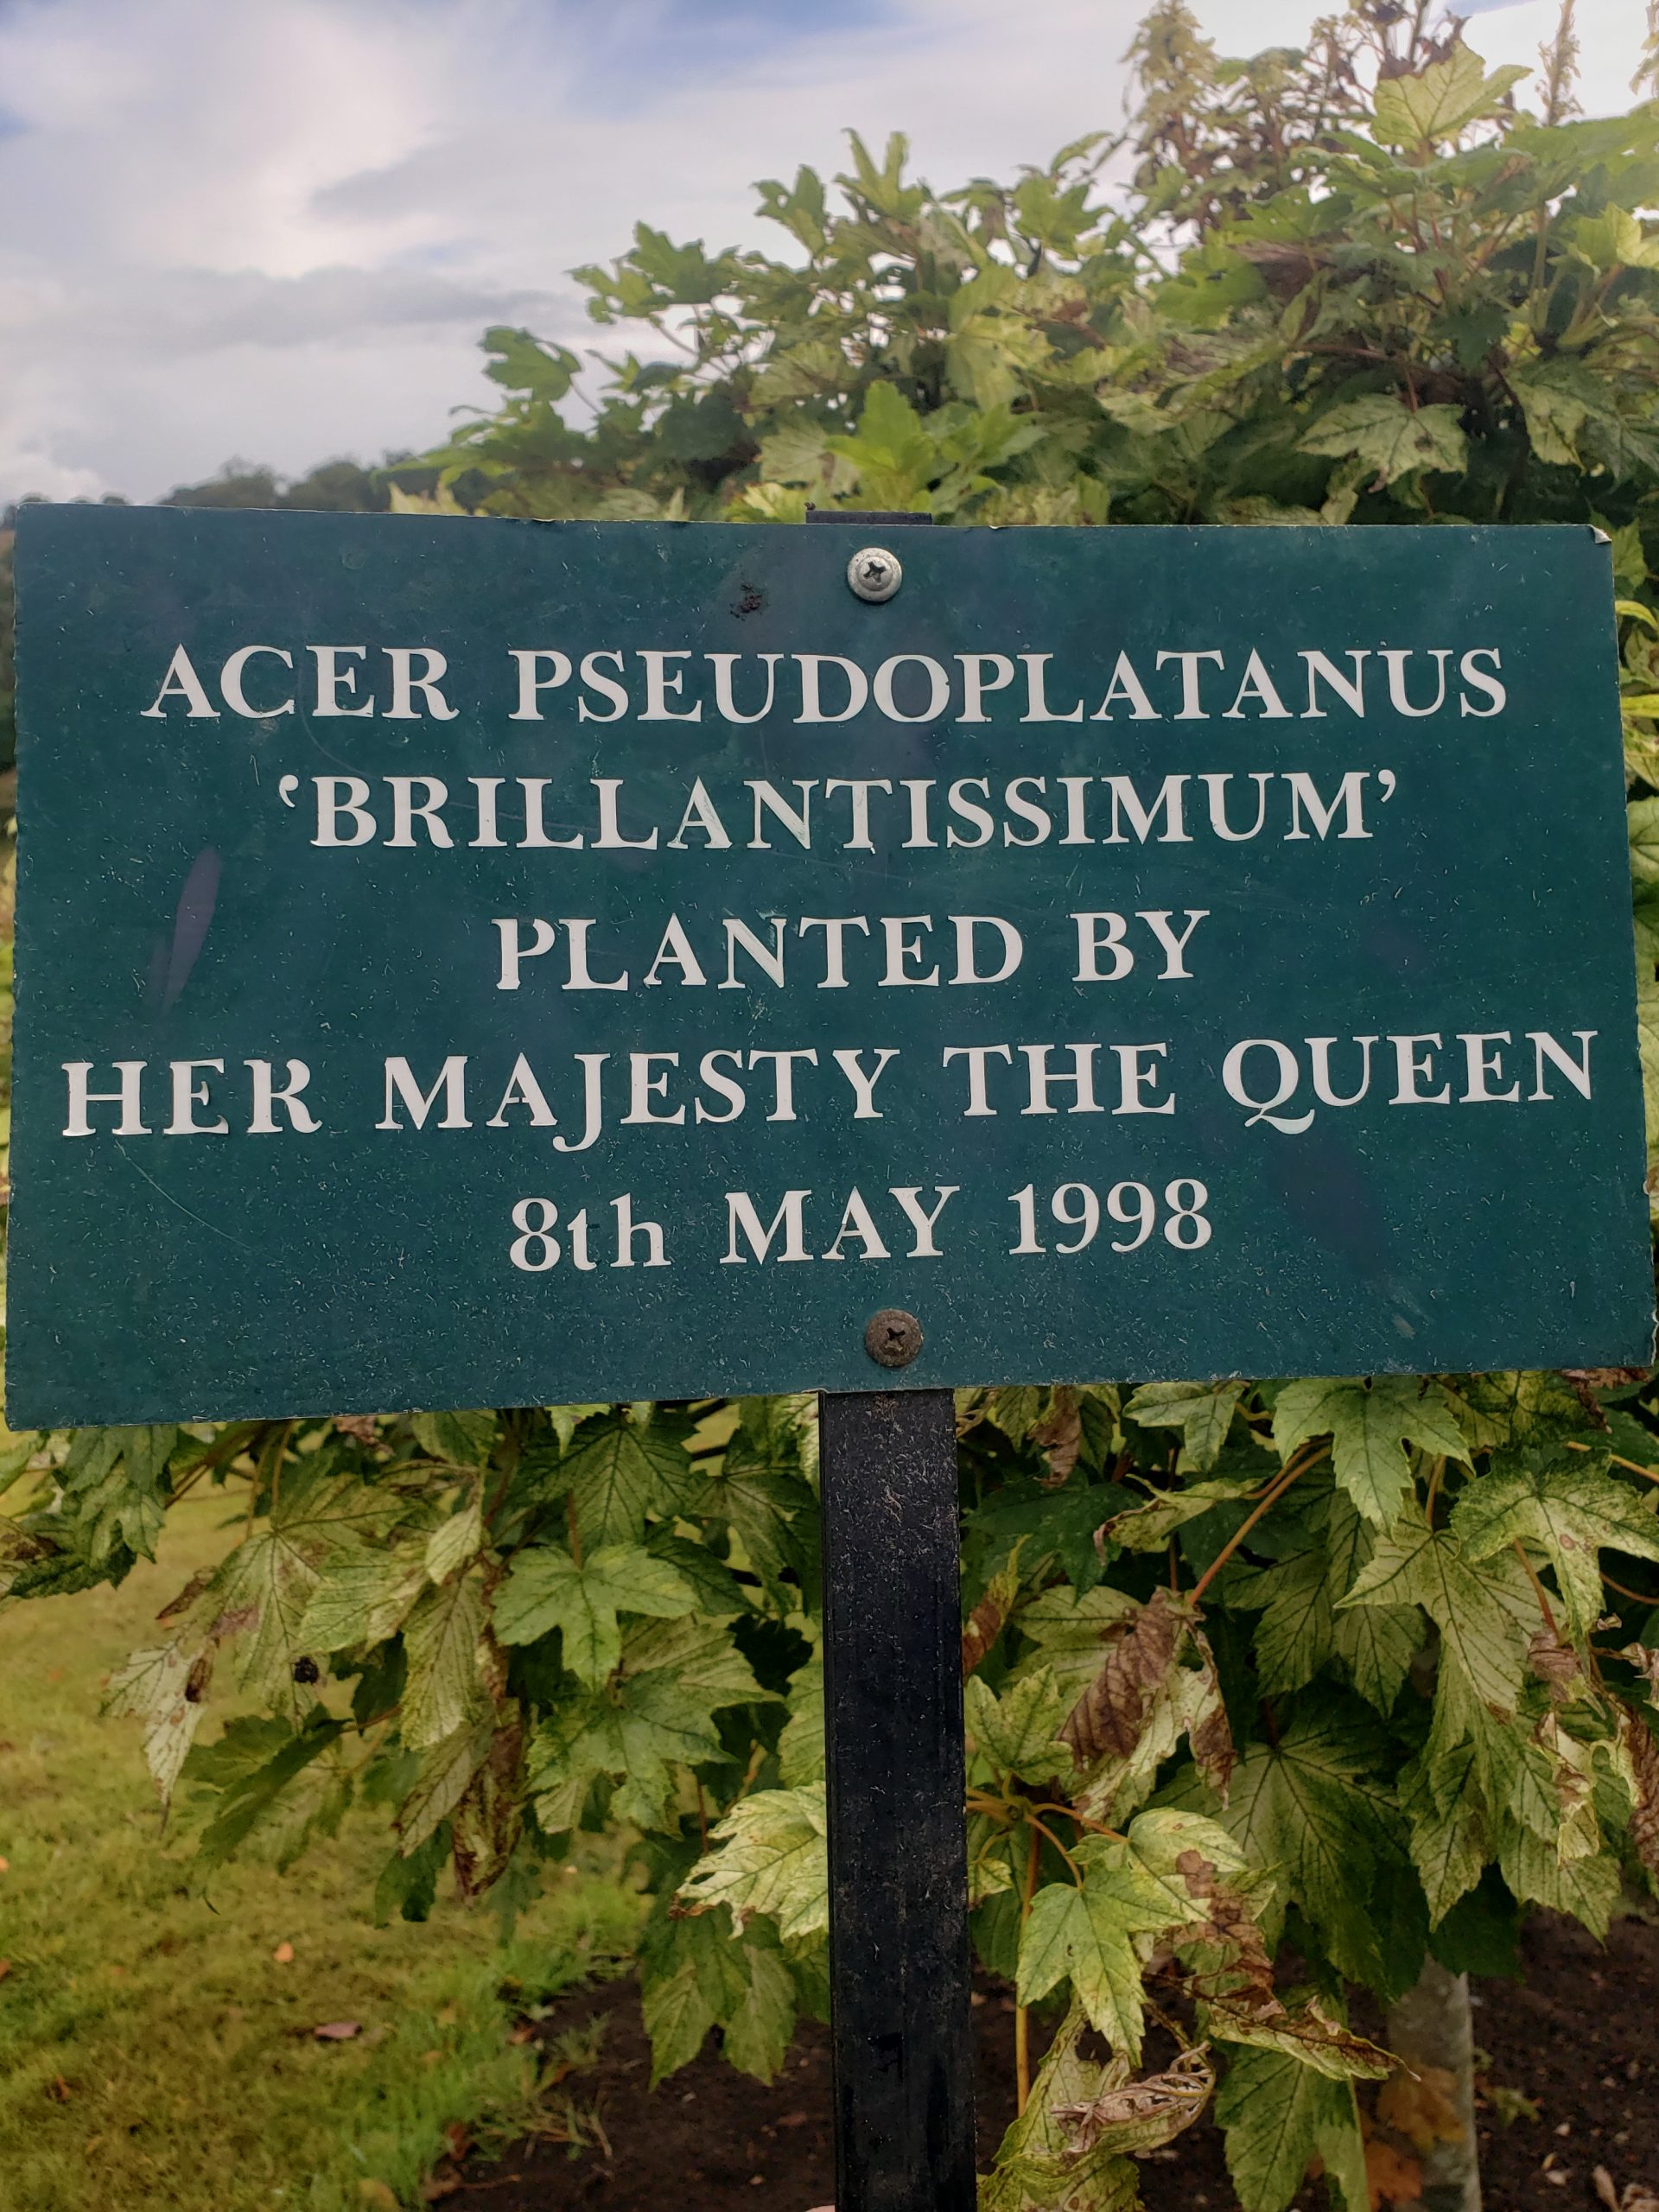 ACER PSEUDOPLATANUS
‘BRILLANTISSIMUM’
PLANTED BY
HER MAJESTY THE QUEEN
8th MAY 1998